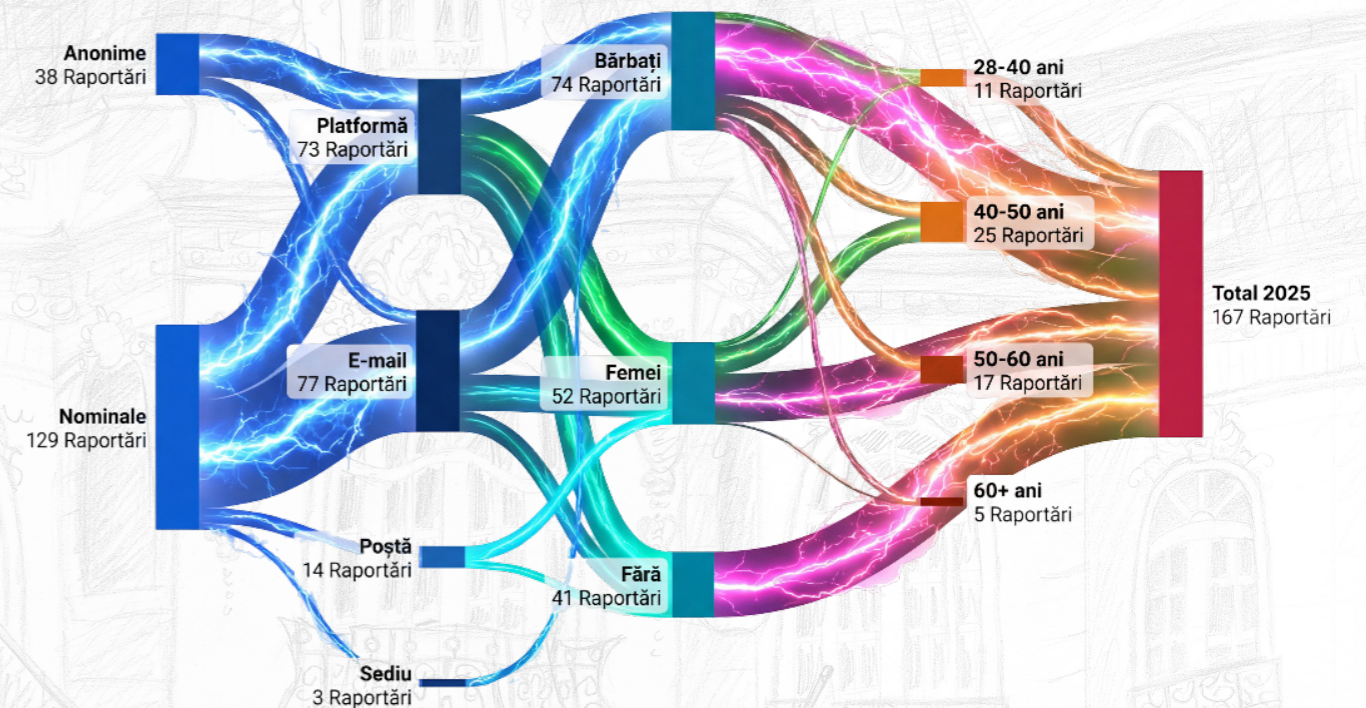 Anonime
38 Raportări
Nominale
129 Raportări
Platformă
73 Raportări
E-mail
77 Raportări
Poștă
14 Raportări
Sediu
3 Raportări
Bărbați
74 Raportări
Femei
52 Raportări
Fără
41 Raportări
28-40 ani
11 Raportări
40-50 ani
25 Raportări
50-60 ani
17 Raportări
60+ ani
5 Raportări
Total 2025
167 Raportări